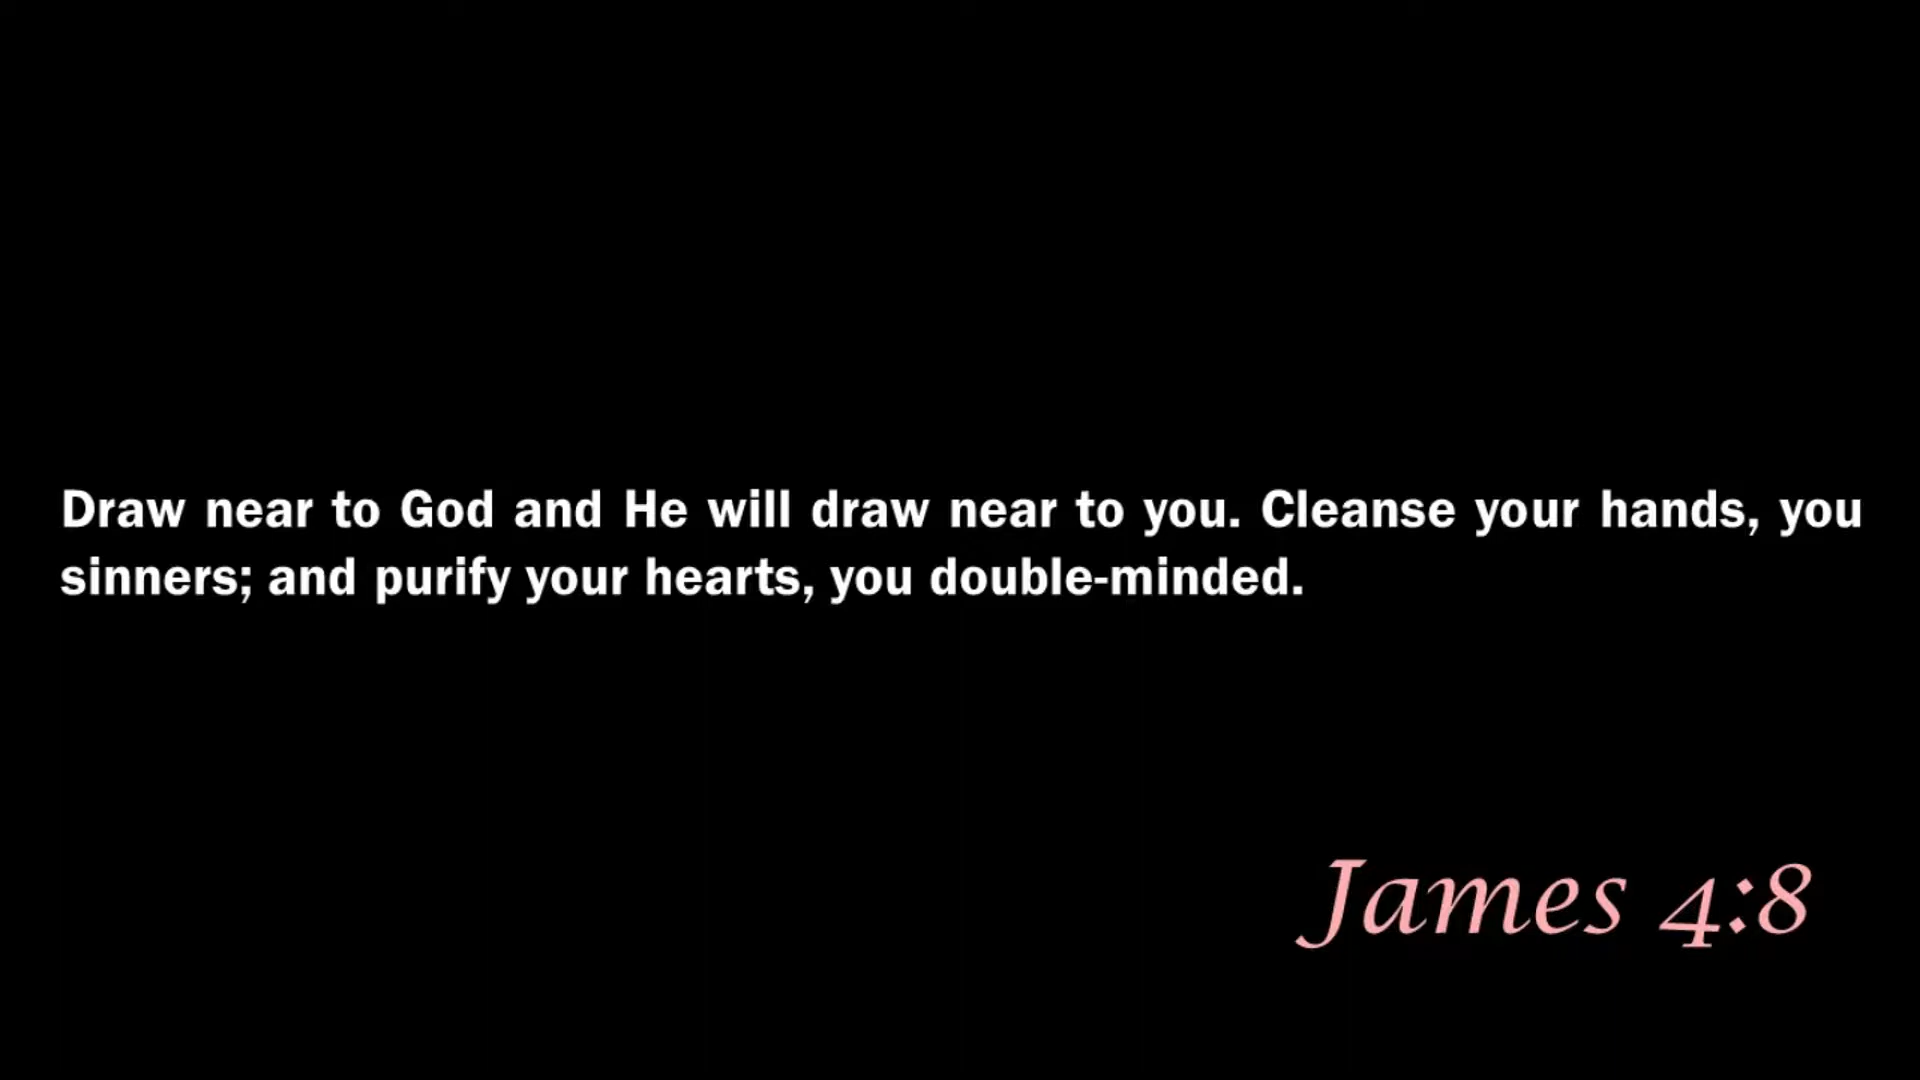 Draw near to God and He will draw near to you. Cleanse your hands, you
sinners; and purify your hearts, you double-minded.
James 4:8